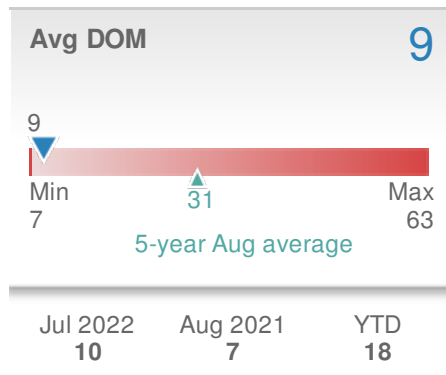 Avg DOM 9
9
Min 31 Max
7 63
5-year Aug average
Jul 2022 Aug 2021 YTD
10 7 18